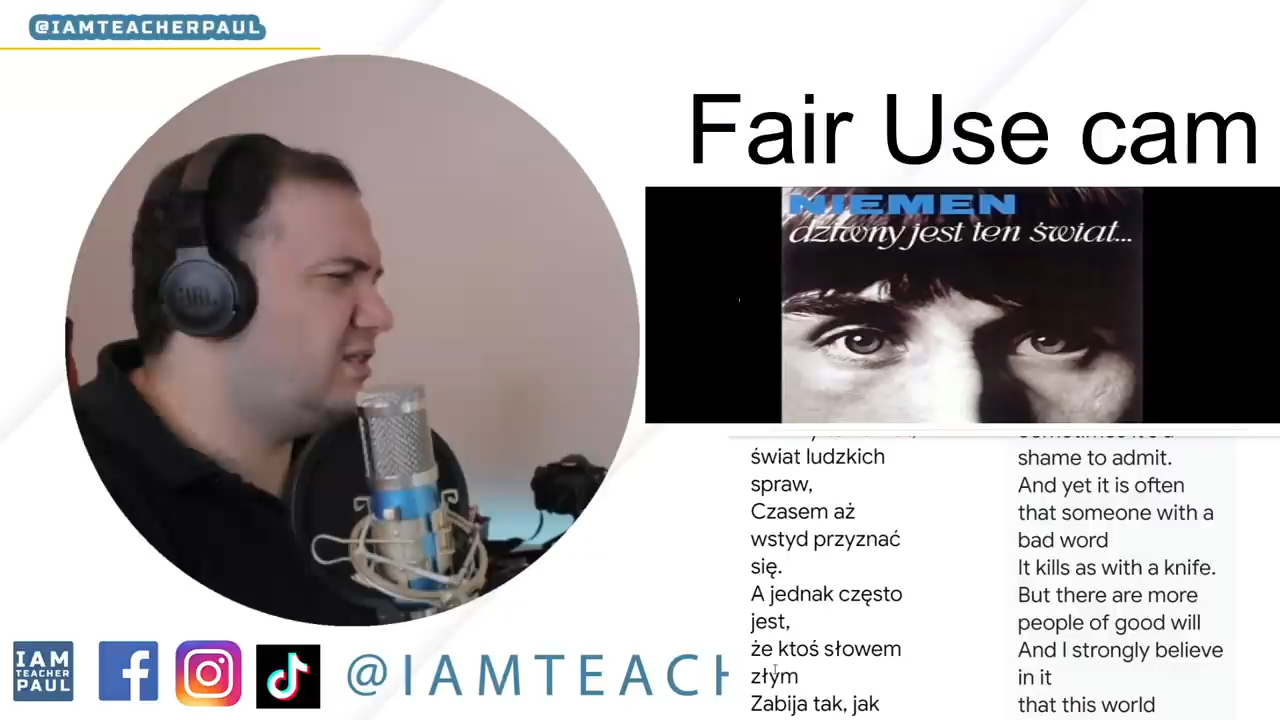 @IAMTEACHERPAUL
Fair Use cam
NIEMEN
dziwny jest ten świat...
JBL
świat ludzkich
spraw,
Czasem aż
wstyd przyznać
się.
A jednak często
jest,
że ktoś słowem
złym
Zabija tak, jak
shame to admit.
And yet it is often
that someone with a
bad word
It kills as with a knife.
But there are more
people of good will
And I strongly believe
in it
that this world
IAM
TEACHER
PAUL
@IAMTEACH